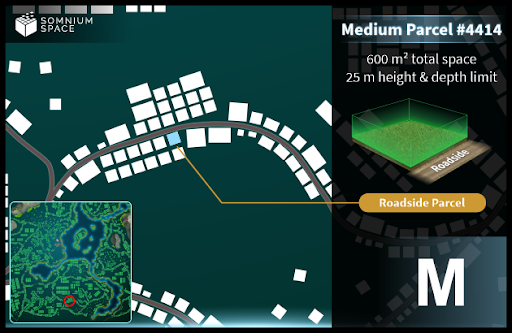 SOMNIUM
SPACE
Medium Parcel #4414
600 m² total space
25 m height & depth limit
Roadside
Roadside Parcel
M